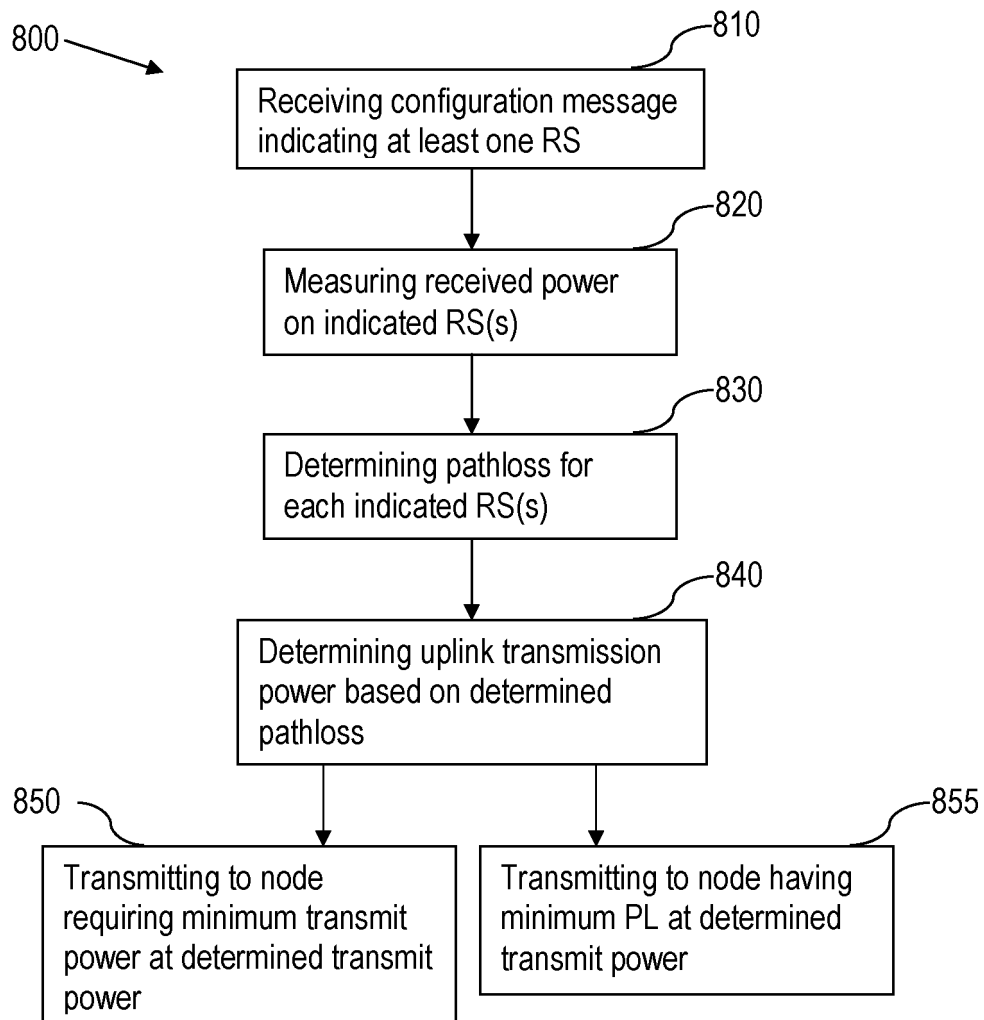 800
810
Receiving configuration message
indicating at least one RS
820
Measuring received power
on indicated RS(s)
830
Determining pathloss for
each indicated RS(s)
840
Determining uplink transmission
power based on determined
pathloss
850
Transmitting to node
requiring minimum transmit
power at determined transmit
power
855
Transmitting to node having
minimum PL at determined
transmit power